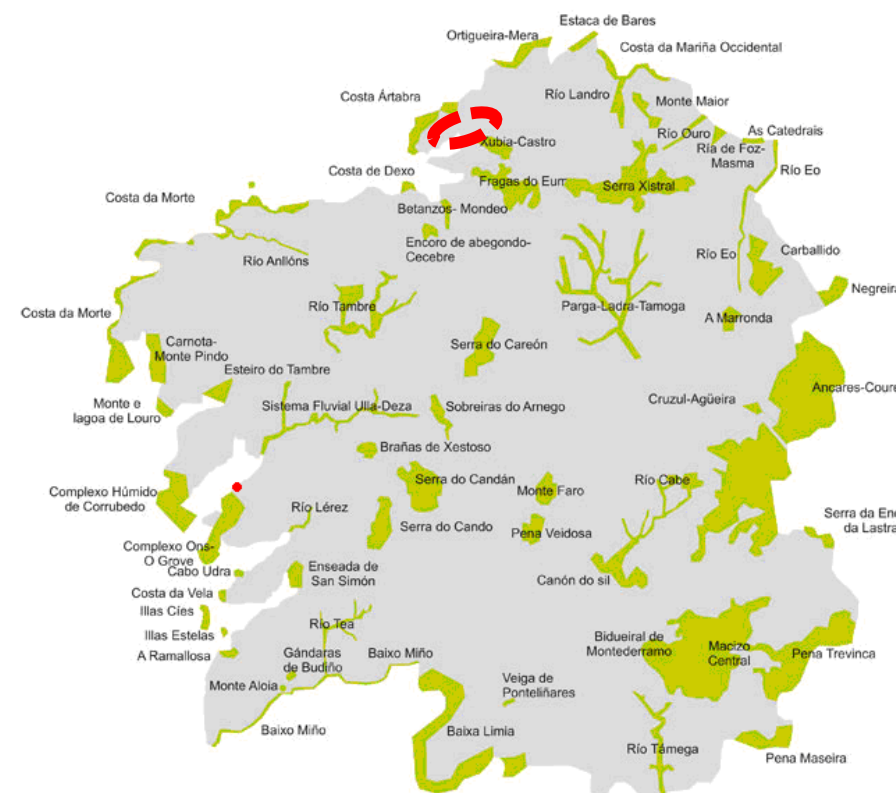 Estaca de Bares
Ortigueira-Mera
Costa da Mariña Occidental
Costa Ártabra
Río Landro
Monte Maior
Xubia-Castro
Río Ouro
As Catedrais
Ría de Foz-
Masma
Costa de Dexo
Fragas do Eum
Serra Xistral
Río Eo
Costa da Morte
Betanzos- Mondeo
Encoro de abegondo-
Cecebre
Río Anllóns
Río Eo
Carballido
Negreira
Costa da Morte
Río Tambre
Parga-Ladra-Tamoga
A Marronda
Carnota-
Monte Pindo
Serra do Careón
Esteiro do Tambre
Ancares-Coure
Monte e
lagoa de Louro
Sistema Fluvial Ulla-Deza
Sobreiras do Arnego
Cruzul-Agüeira
Brañas de Xestoso
Complexo Húmido
de Corrubedo
Serra do Candán
Monte Faro
Río Cabe
Río Lérez
Serra do Cando
Pena Veidosa
Serra da Enc
da Lastra
Complexo Ons-
O Grove
Cabo Udra
Enseada de
San Simón
Canón do sil
Costa da Vela
Illas Cíes
Illas Estelas
Río Tea
A Ramallosa
Gándaras
de Budiño
Baixo Miño
Bidueiral de
Montederramo
Macizo
Central
Pena Trevinca
Monte Aloia
Veiga de
Ponteliñares
Baixo Miño
Baixa Limia
Río Támega
Pena Maseira